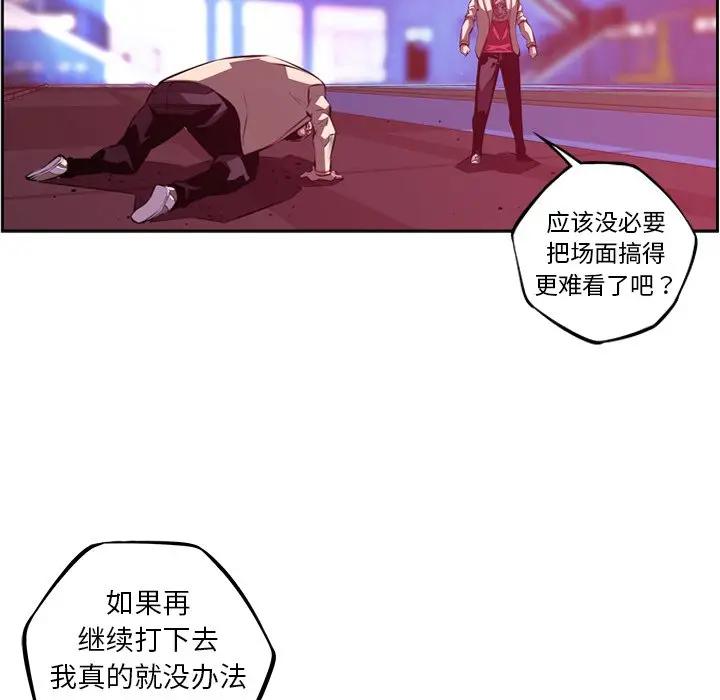 应该没必要
把场面搞得
更难看了吧？
如果再
继续打下去
我真的就没办法